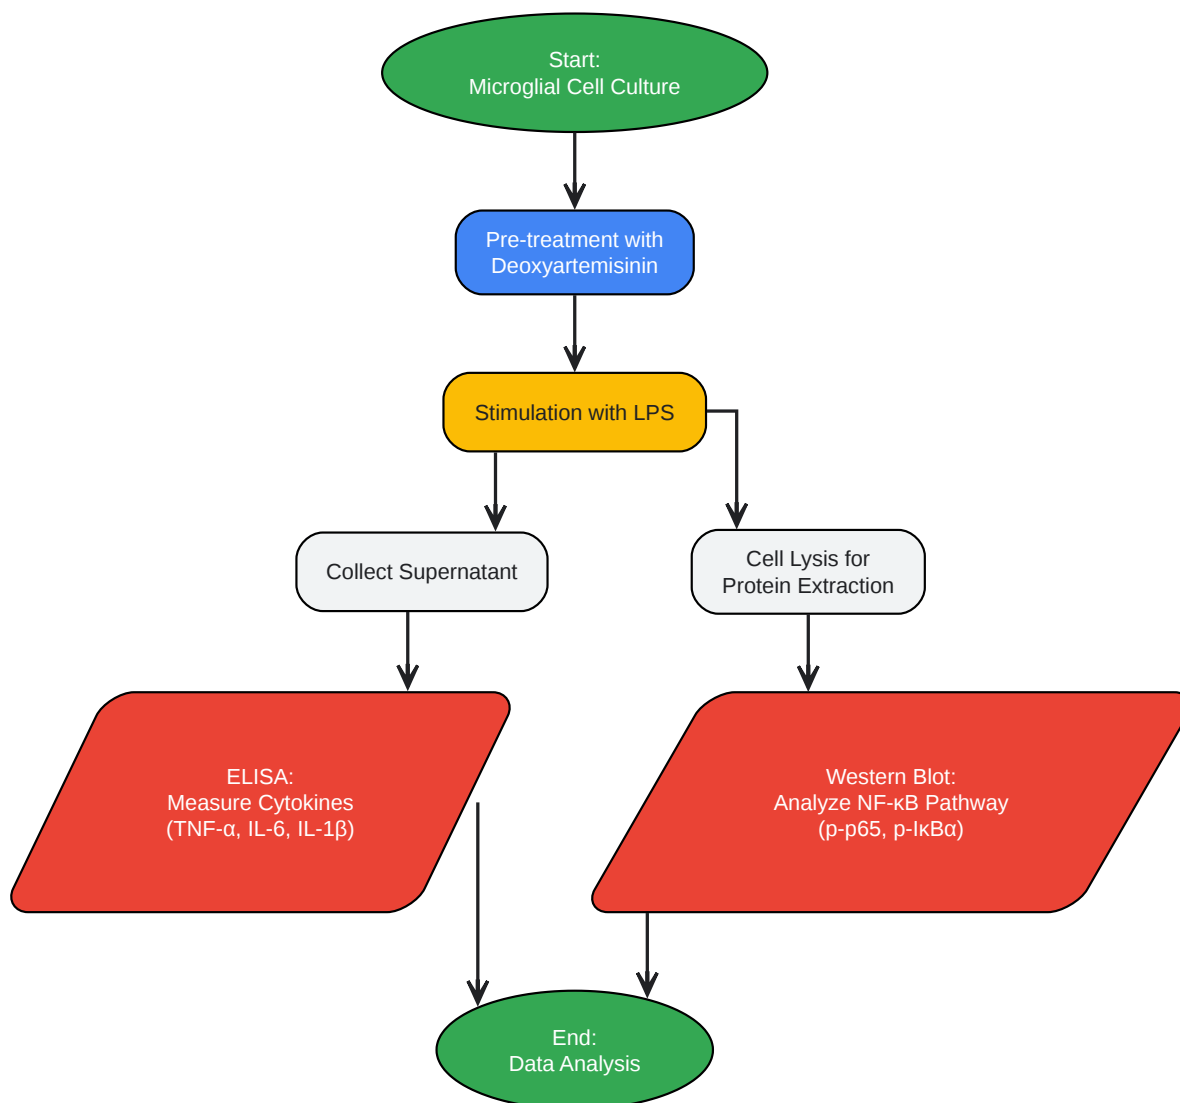 Start:
Microglial Cell Culture
Pre-treatment with
Deoxyartemisinin
Stimulation with LPS
Collect Supernatant
Cell Lysis for
Protein Extraction
ELISA:
Measure Cytokines
(TNF-α, IL-6, IL-1β)
Western Blot:
Analyze NF-κB Pathway
(p-p65, p-IκBα)
End:
Data Analysis